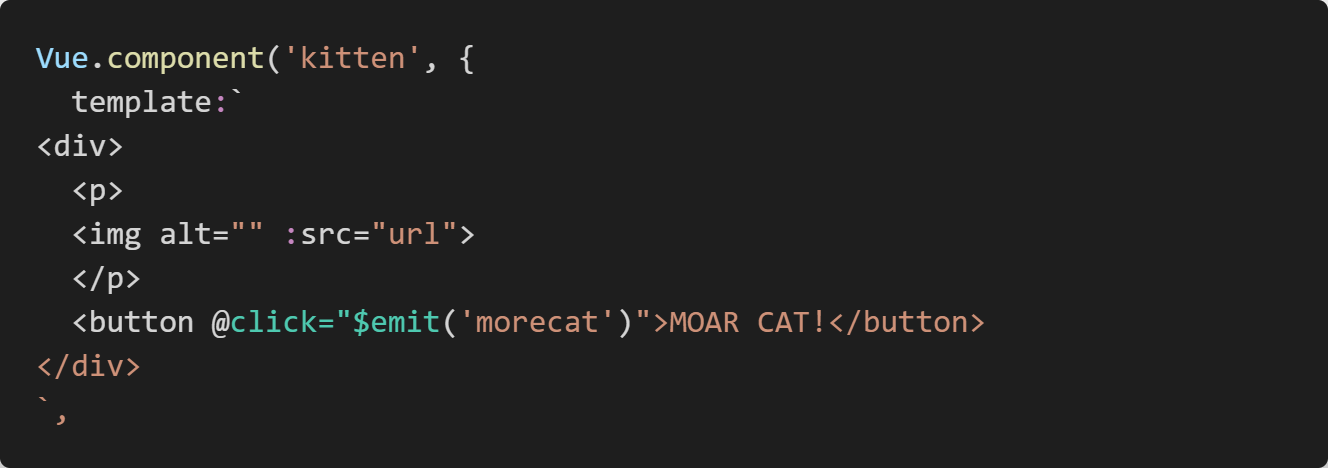 Vue.component('kitten', {
  template:`
<div>
  <p>
  <img alt="" :src="url">
  </p>
  <button @click="$emit('morecat')">MOAR CAT!</button>
</div>
`,